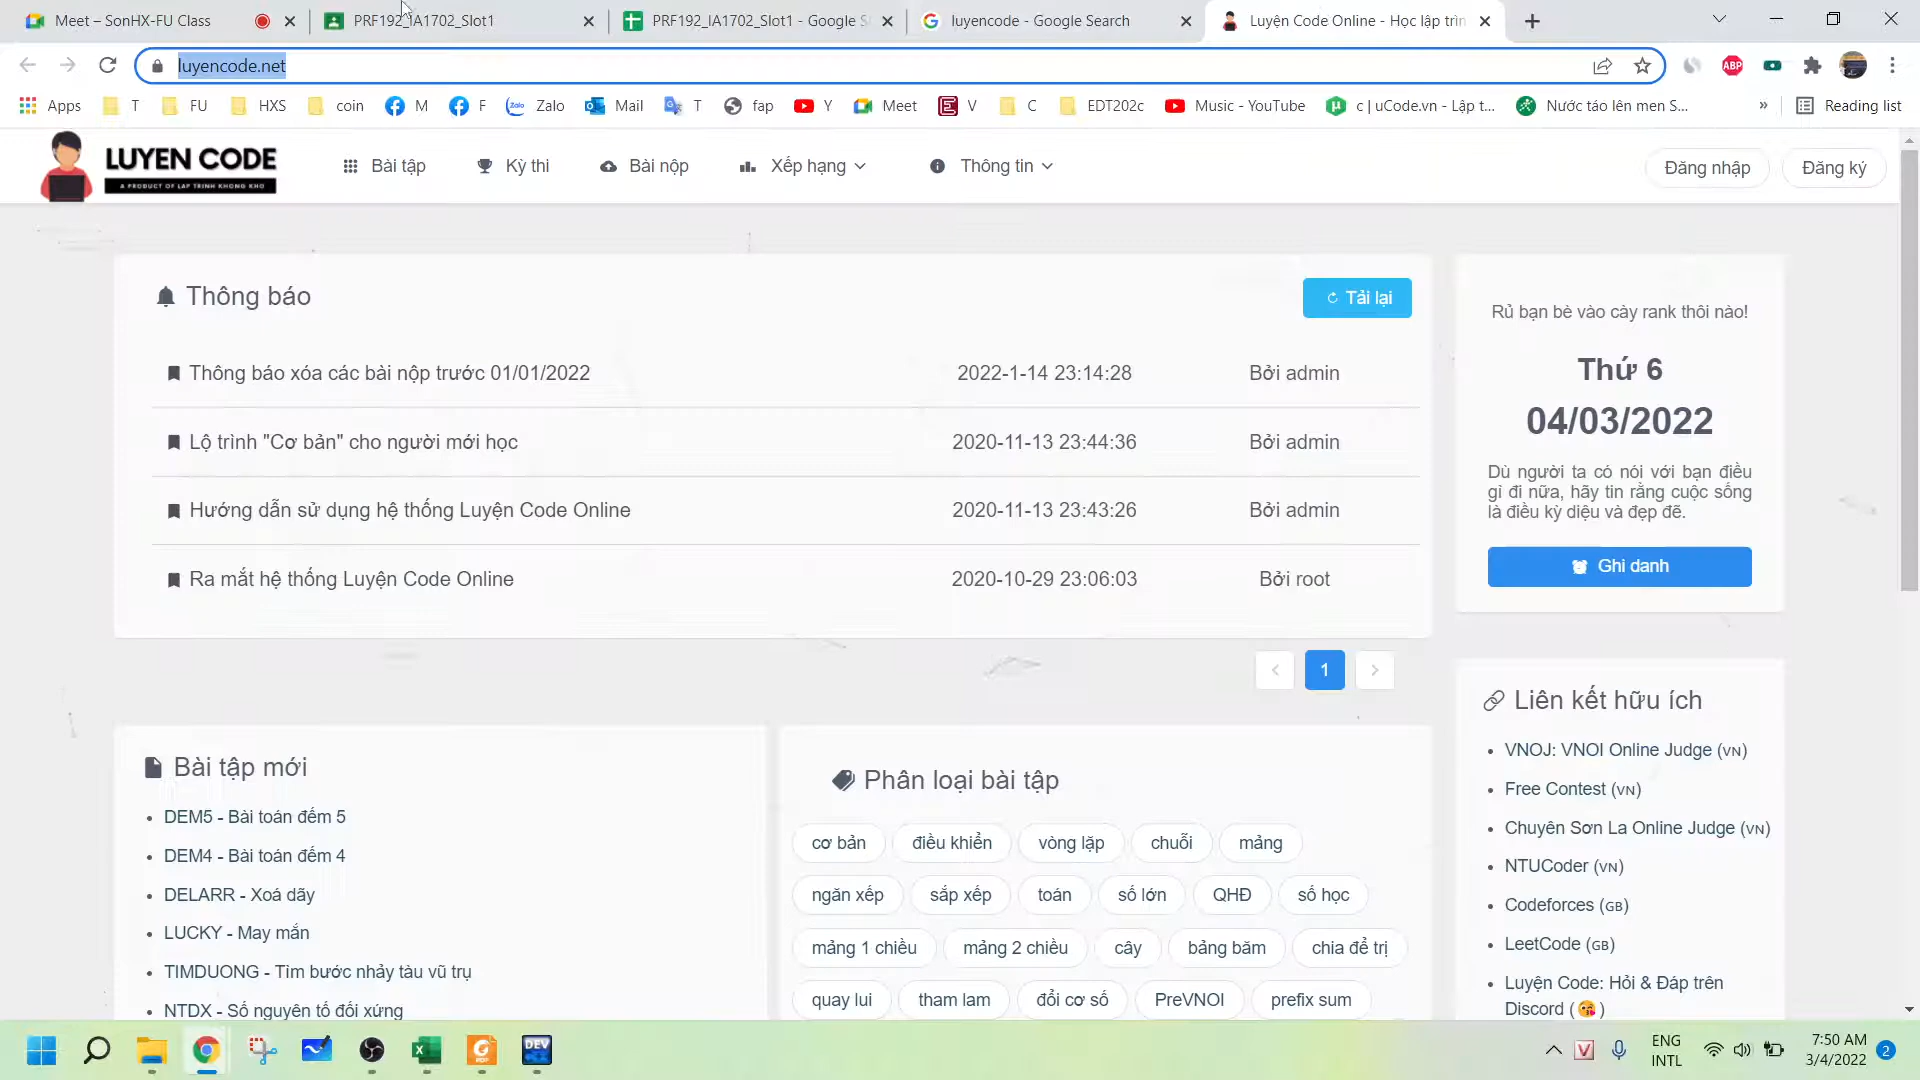 Meet – SonHX-FU Class
PRF192_IA1702_Slot1
PRF192_IA1702_Slot1 - Google S
luyencode - Google Search
Luyện Code Online - Học lập trìn
luyencode.net
ABP
Apps
T
FU
HXS
coin
M
F
Zalo
Mail
T
fap
Y
Meet
V
C
EDT202c
Music - YouTube
c | uCode.vn - Lập t...
Nước táo lên men S...
»
Reading list
LUYEN CODE
A PRODUCT OF LAP TRINH KHONG KHO
Bài tập
Kỳ thi
Bài nộp
Xếp hạng
Thông tin
Đăng nhập
Đăng ký
Thông báo
Tải lại
Thông báo xóa các bài nộp trước 01/01/2022 2022-1-14 23:14:28 Bởi admin
Lộ trình "Cơ bản" cho người mới học 2020-11-13 23:44:36 Bởi admin
Hướng dẫn sử dụng hệ thống Luyện Code Online 2020-11-13 23:43:26 Bởi admin
Ra mắt hệ thống Luyện Code Online 2020-10-29 23:06:03 Bởi root
1
Rủ bạn bè vào cày rank thôi nào!
Thứ 6
04/03/2022
Dù người ta có nói với bạn điều
gì đi nữa, hãy tin rằng cuộc sống
là điều kỳ diệu và đẹp đẽ.
Ghi danh
Bài tập mới
DEM5 - Bài toán đếm 5
DEM4 - Bài toán đếm 4
DELARR - Xoá dãy
LUCKY - May mắn
TIMDUONG - Tìm bước nhảy tàu vũ trụ
NTDX - Số nguyên tố đối xứng
Phân loại bài tập
cơ bản điều khiển vòng lặp chuỗi mảng
ngăn xếp sắp xếp toán số lớn QHĐ số học
mảng 1 chiều mảng 2 chiều cây bảng băm chia để trị
quay lui tham lam đổi cơ số PreVNOI prefix sum
Liên kết hữu ích
VNOJ: VNOI Online Judge (VN)
Free Contest (VN)
Chuyên Sơn La Online Judge (VN)
NTUCoder (VN)
Codeforces (GB)
LeetCode (GB)
Luyện Code: Hỏi & Đáp trên
Discord (😘)
DEV
V
ENG
INTL
7:50 AM
3/4/2022
2